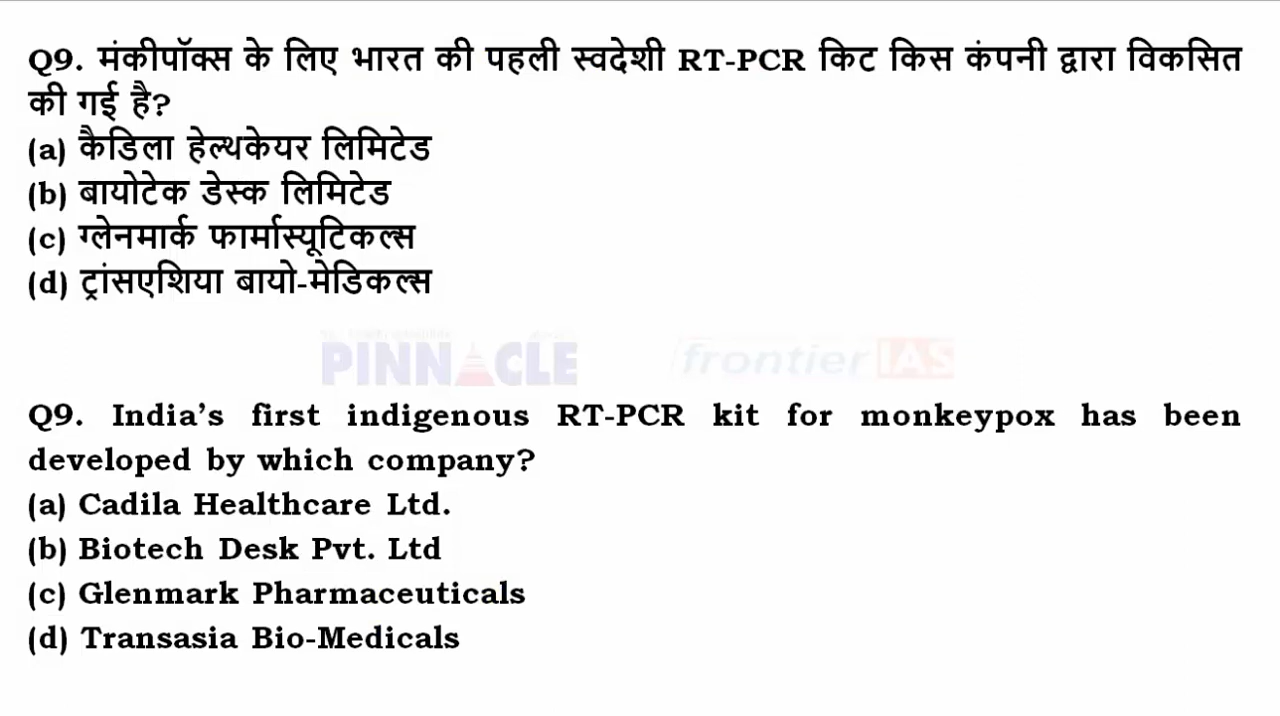 Q9. मंकीपॉक्स के लिए भारत की पहली स्वदेशी RT-PCR किट किस कंपनी द्वारा विकसित
की गई है?
(a) कैडिला हेल्थकेयर लिमिटेड
(b) बायोटेक डेस्क लिमिटेड
(c) ग्लेनमार्क फार्मास्यूटिकल्स
(d) ट्रांसएशिया बायो-मेडिकल्स
PINNACLE frontier IAS
Q9. India’s first indigenous RT-PCR kit for monkeypox has been
developed by which company?
(a) Cadila Healthcare Ltd.
(b) Biotech Desk Pvt. Ltd
(c) Glenmark Pharmaceuticals
(d) Transasia Bio-Medicals